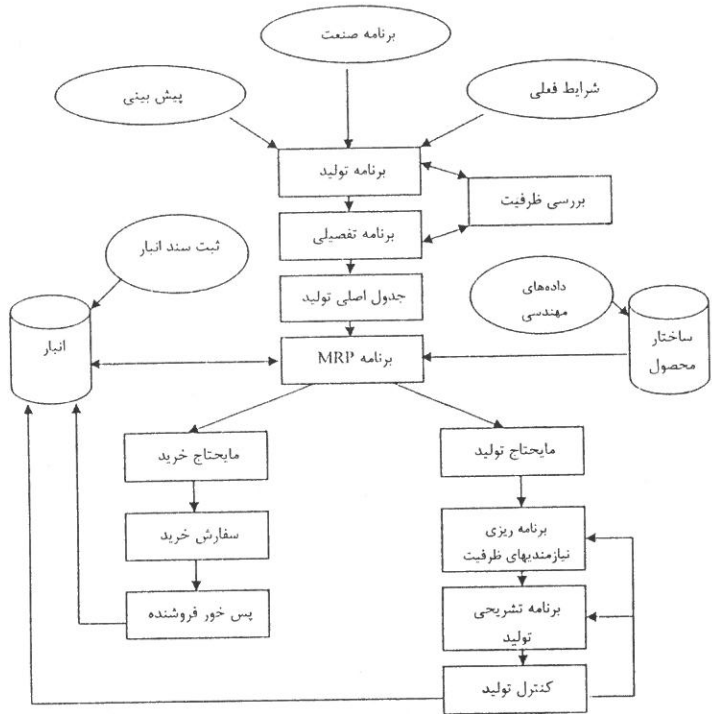 برنامه صنعت
پیش بینی
شرایط فعلی
برنامه تولید
بررسی ظرفیت
برنامه تفصیلی
ثبت سند انبار
جدول اصلی تولید
داده‌های
مهندسی
انبار
ساختار
محصول
برنامه MRP
مایحتاج خرید
مایحتاج تولید
سفارش خرید
برنامه ریزی
نیازمندیهای ظرفیت
پس خور فروشنده
برنامه تشریحی
تولید
کنترل تولید